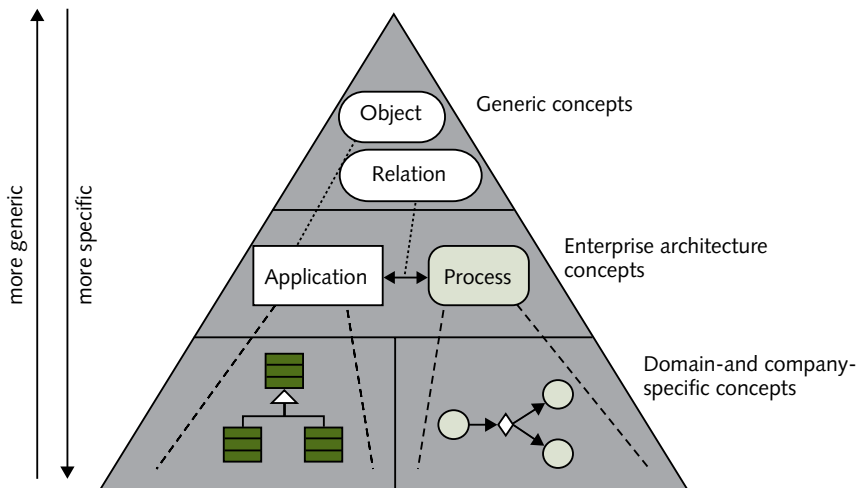 Object
Generic concepts
Relation
more generic
more specific
Enterprise architecture
concepts
Application
Process
Domain-and company-
specific concepts